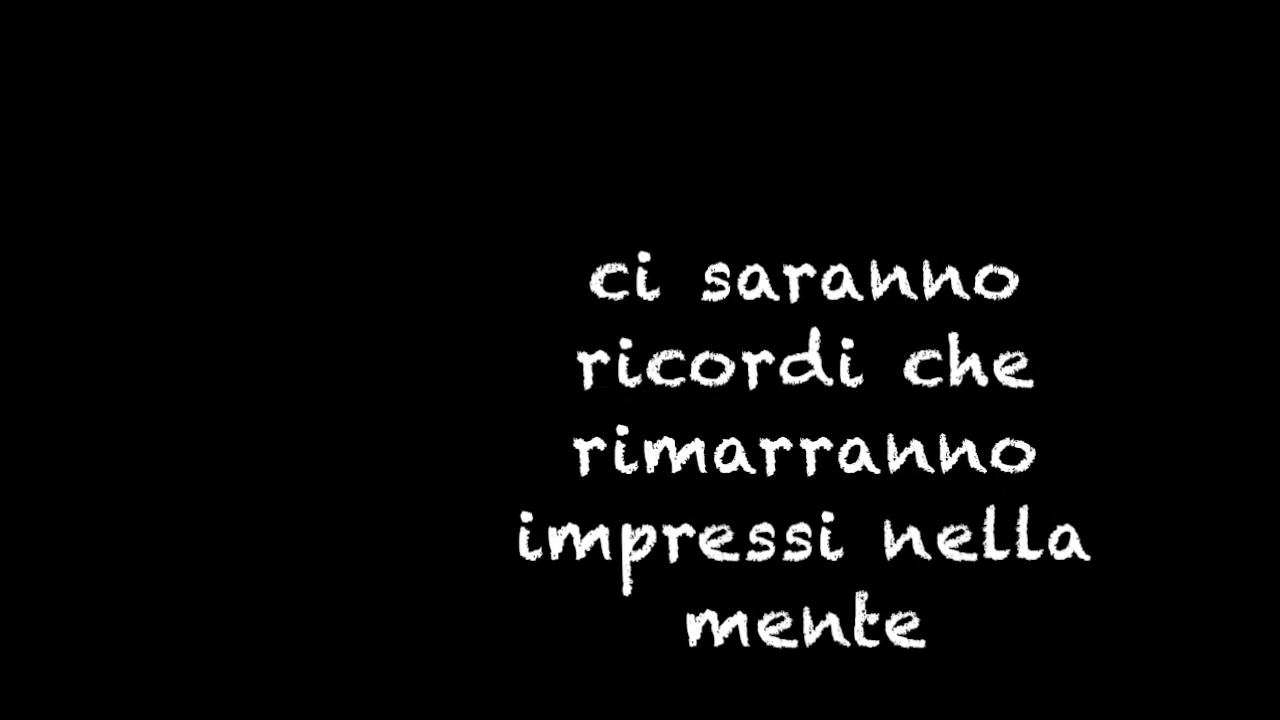 ci saranno
ricordi che
rimarranno
impressi nella
mente